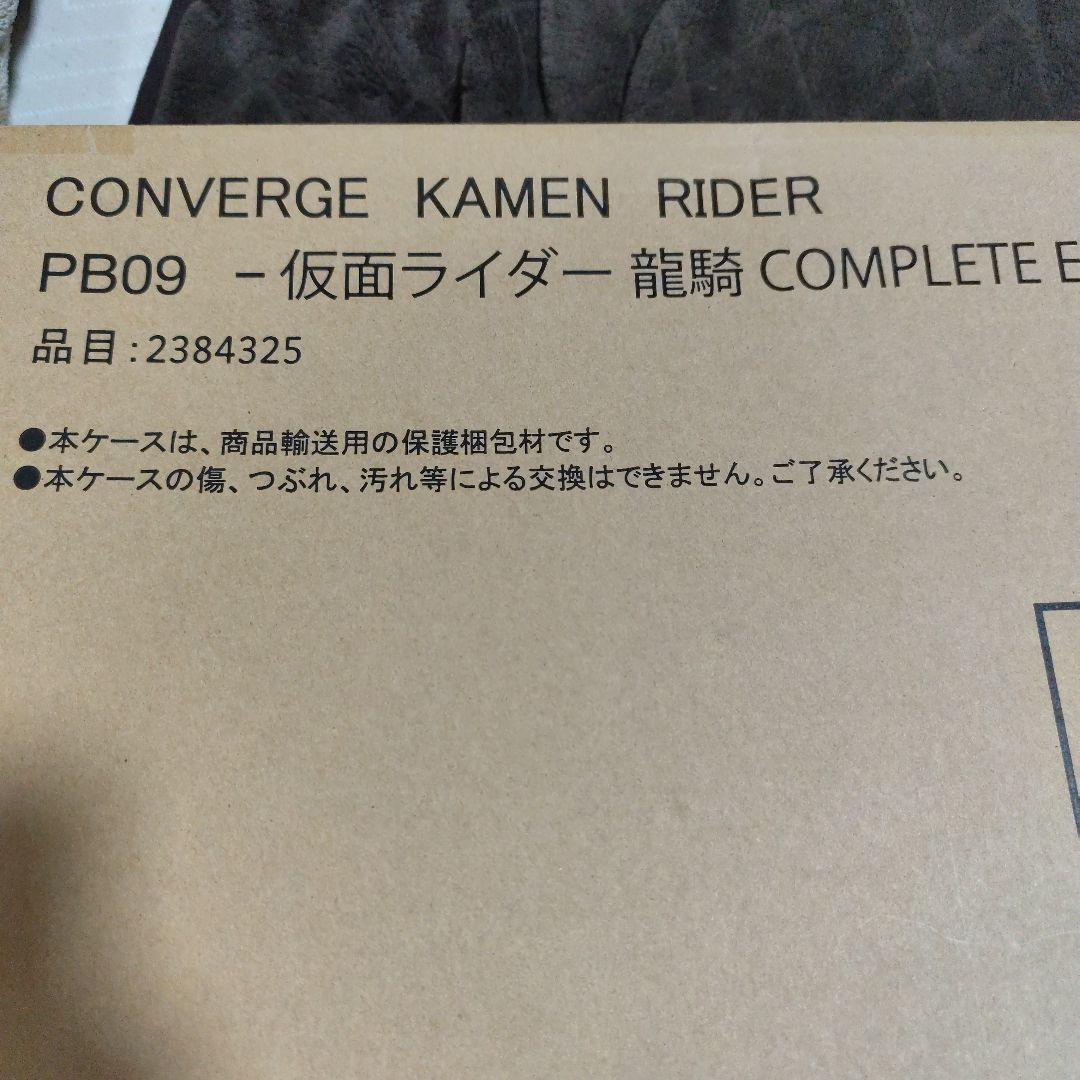 CONVERGE KAMEN RIDER
PB09 －仮面ライダー 龍騎 COMPLETE E
品目:2384325
●本ケースは、商品輸送用の保護梱包材です。
●本ケースの傷、つぶれ、汚れ等による交換はできません。ご了承ください。